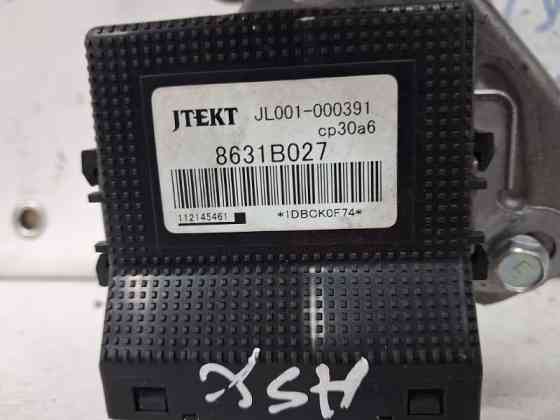 JTEKT JL001-000391
cp30a6
8631B027
112145461 *1DBCK0F74*
ASX